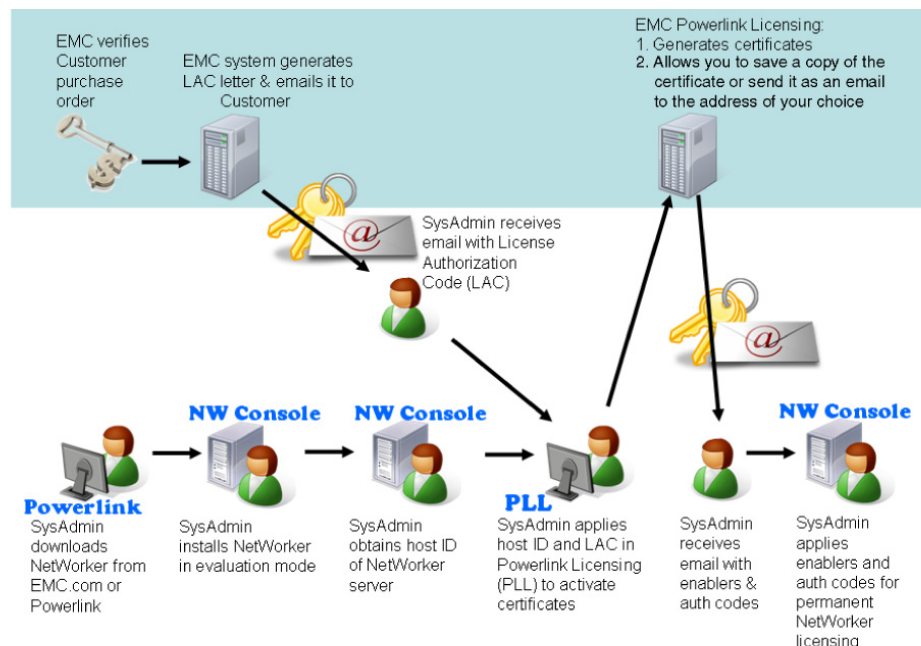 EMC verifies
Customer
purchase
order
EMC system generates
LAC letter & emails it to
Customer
EMC Powerlink Licensing:
1. Generates certificates
2. Allows you to save a copy of the
certificate or send it as an email
to the address of your choice
$
@
SysAdmin receives
email with License
Authorization
Code (LAC)
@
Powerlink
SysAdmin
downloads
NetWorker from
EMC.com or
Powerlink
NW Console
SysAdmin
installs NetWorker
in evaluation mode
NW Console
SysAdmin
obtains host ID
of NetWorker
server
PLL
SysAdmin applies
host ID and LAC in
Powerlink Licensing
(PLL) to activate
certificates
SysAdmin
receives
email with
enablers &
auth codes
NW Console
SysAdmin
applies
enablers and
auth codes for
permanent
NetWorker
licensing